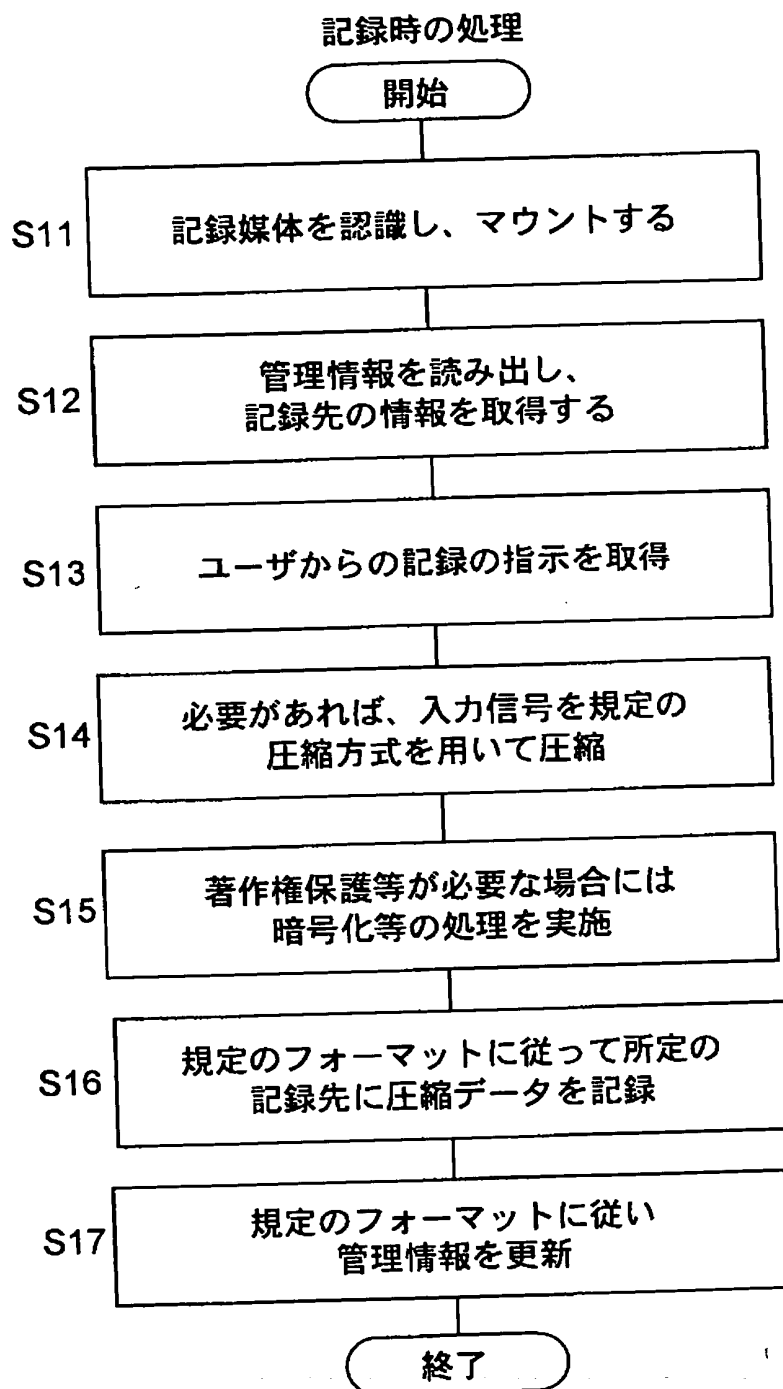 記録時の処理
開始
S11
記録媒体を認識し、マウントする
S12
管理情報を読み出し、
記録先の情報を取得する
S13
ユーザからの記録の指示を取得
S14
必要があれば、入力信号を規定の
圧縮方式を用いて圧縮
S15
著作権保護等が必要な場合には
暗号化等の処理を実施
S16
規定のフォーマットに従って所定の
記録先に圧縮データを記録
S17
規定のフォーマットに従い
管理情報を更新
終了